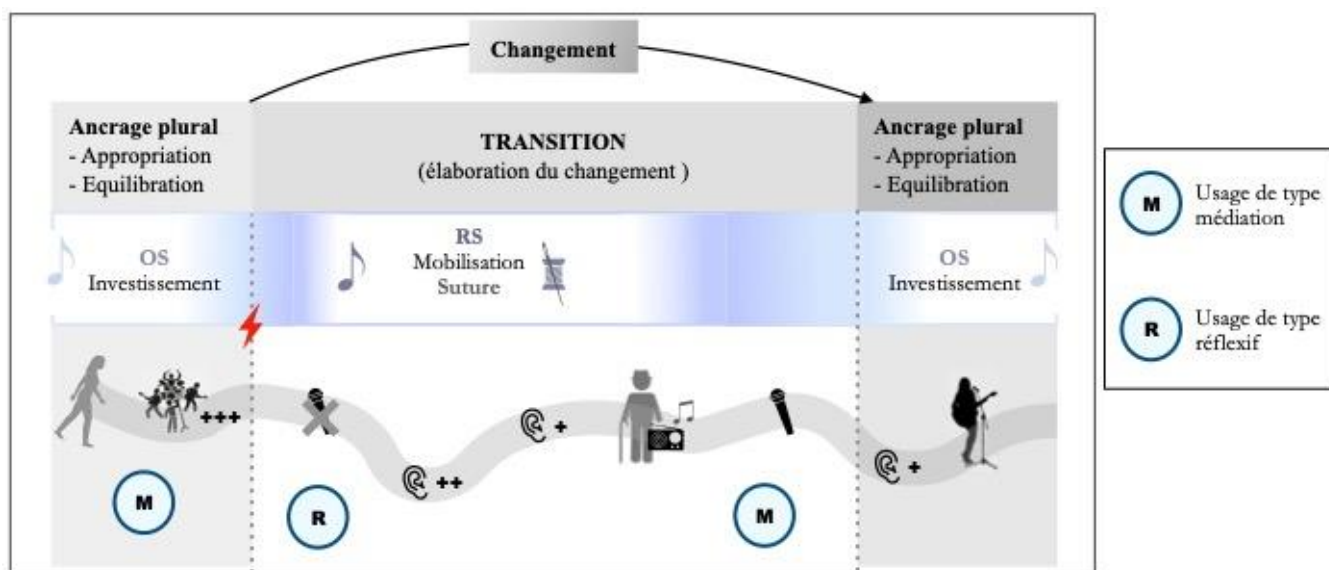 Changement
Ancrage plural
- Appropriation
- Equilibration
TRANSITION
(élaboration du changement )
Ancrage plural
- Appropriation
- Equilibration
OS
Investissement
RS
Mobilisation
Suture
OS
Investissement
+++
++
+
+
M
R
M
M
Usage de type
médiation
R
Usage de type
réflexif